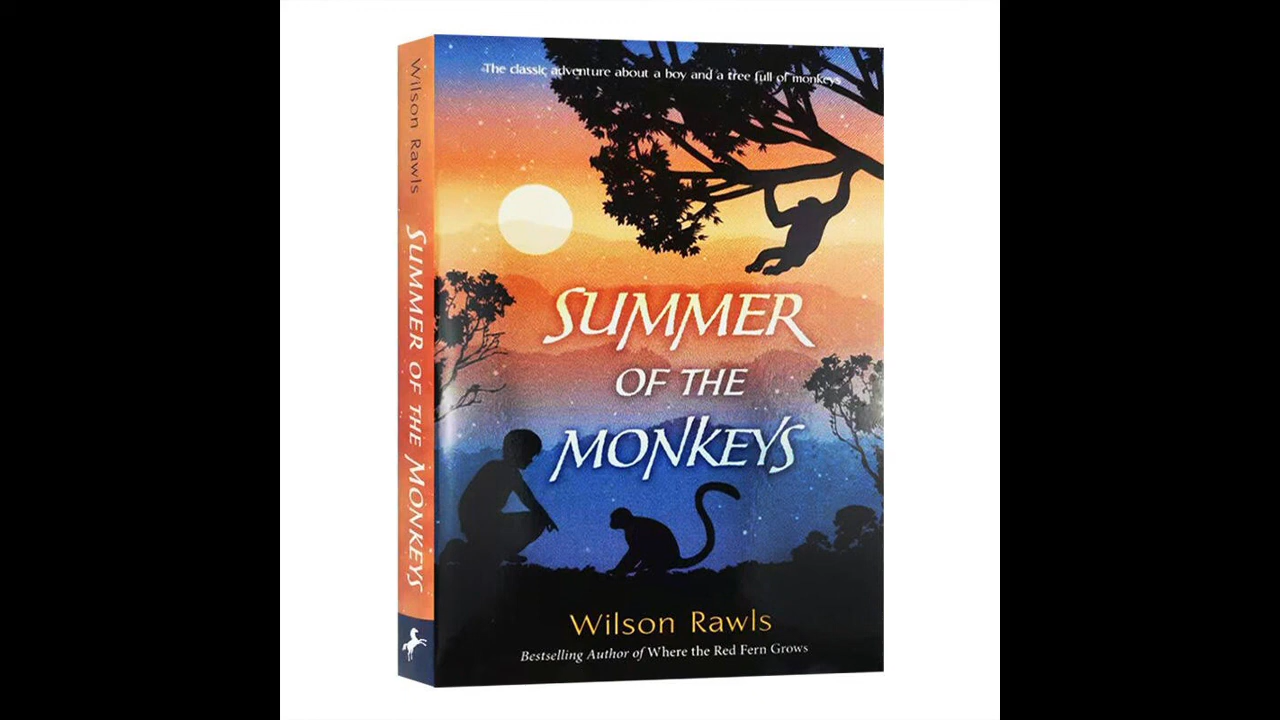 Wilson Rawls
SUMMER OF THE MONKEYS
The classic adventure about a boy and a tree full of monkeys
SUMMER
OF THE
MONKEYS
Wilson Rawls
Bestselling Author of Where the Red Fern Grows